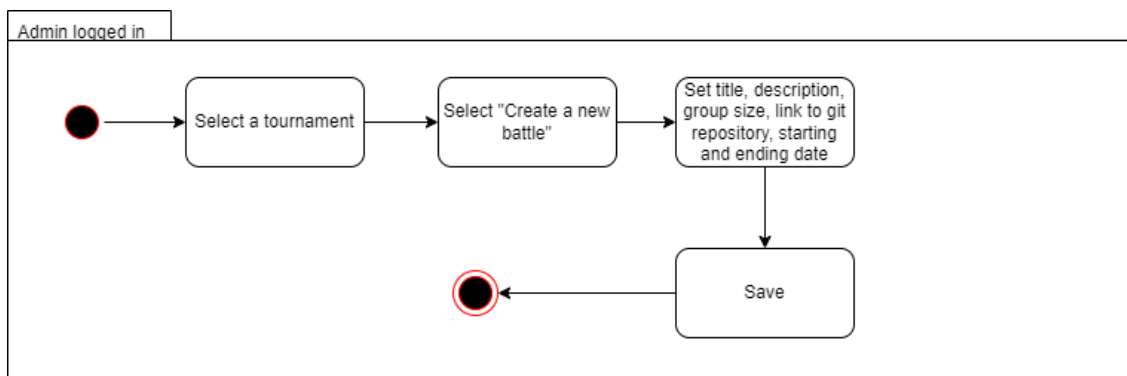 Admin logged in
Select a tournament
Select "Create a new
battle"
Set title, description,
group size, link to git
repository, starting
and ending date
Save